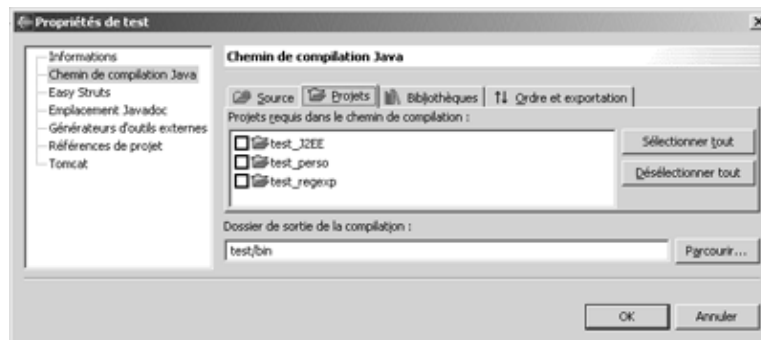 Propriétés de test
Informations
Chemin de compilation Java
Easy Struts
Emplacement Javadoc
Générateurs d'outils externes
Références de projet
Tomcat
Chemin de compilation Java
Source Projets Bibliothèques Ordre et exportation
Projets requis dans le chemin de compilation :
test_J2EE
test_perso
test_regexp
Sélectionner tout
Désélectionner tout
Dossier de sortie de la compilation :
test/bin
Parcourir...
OK Annuler